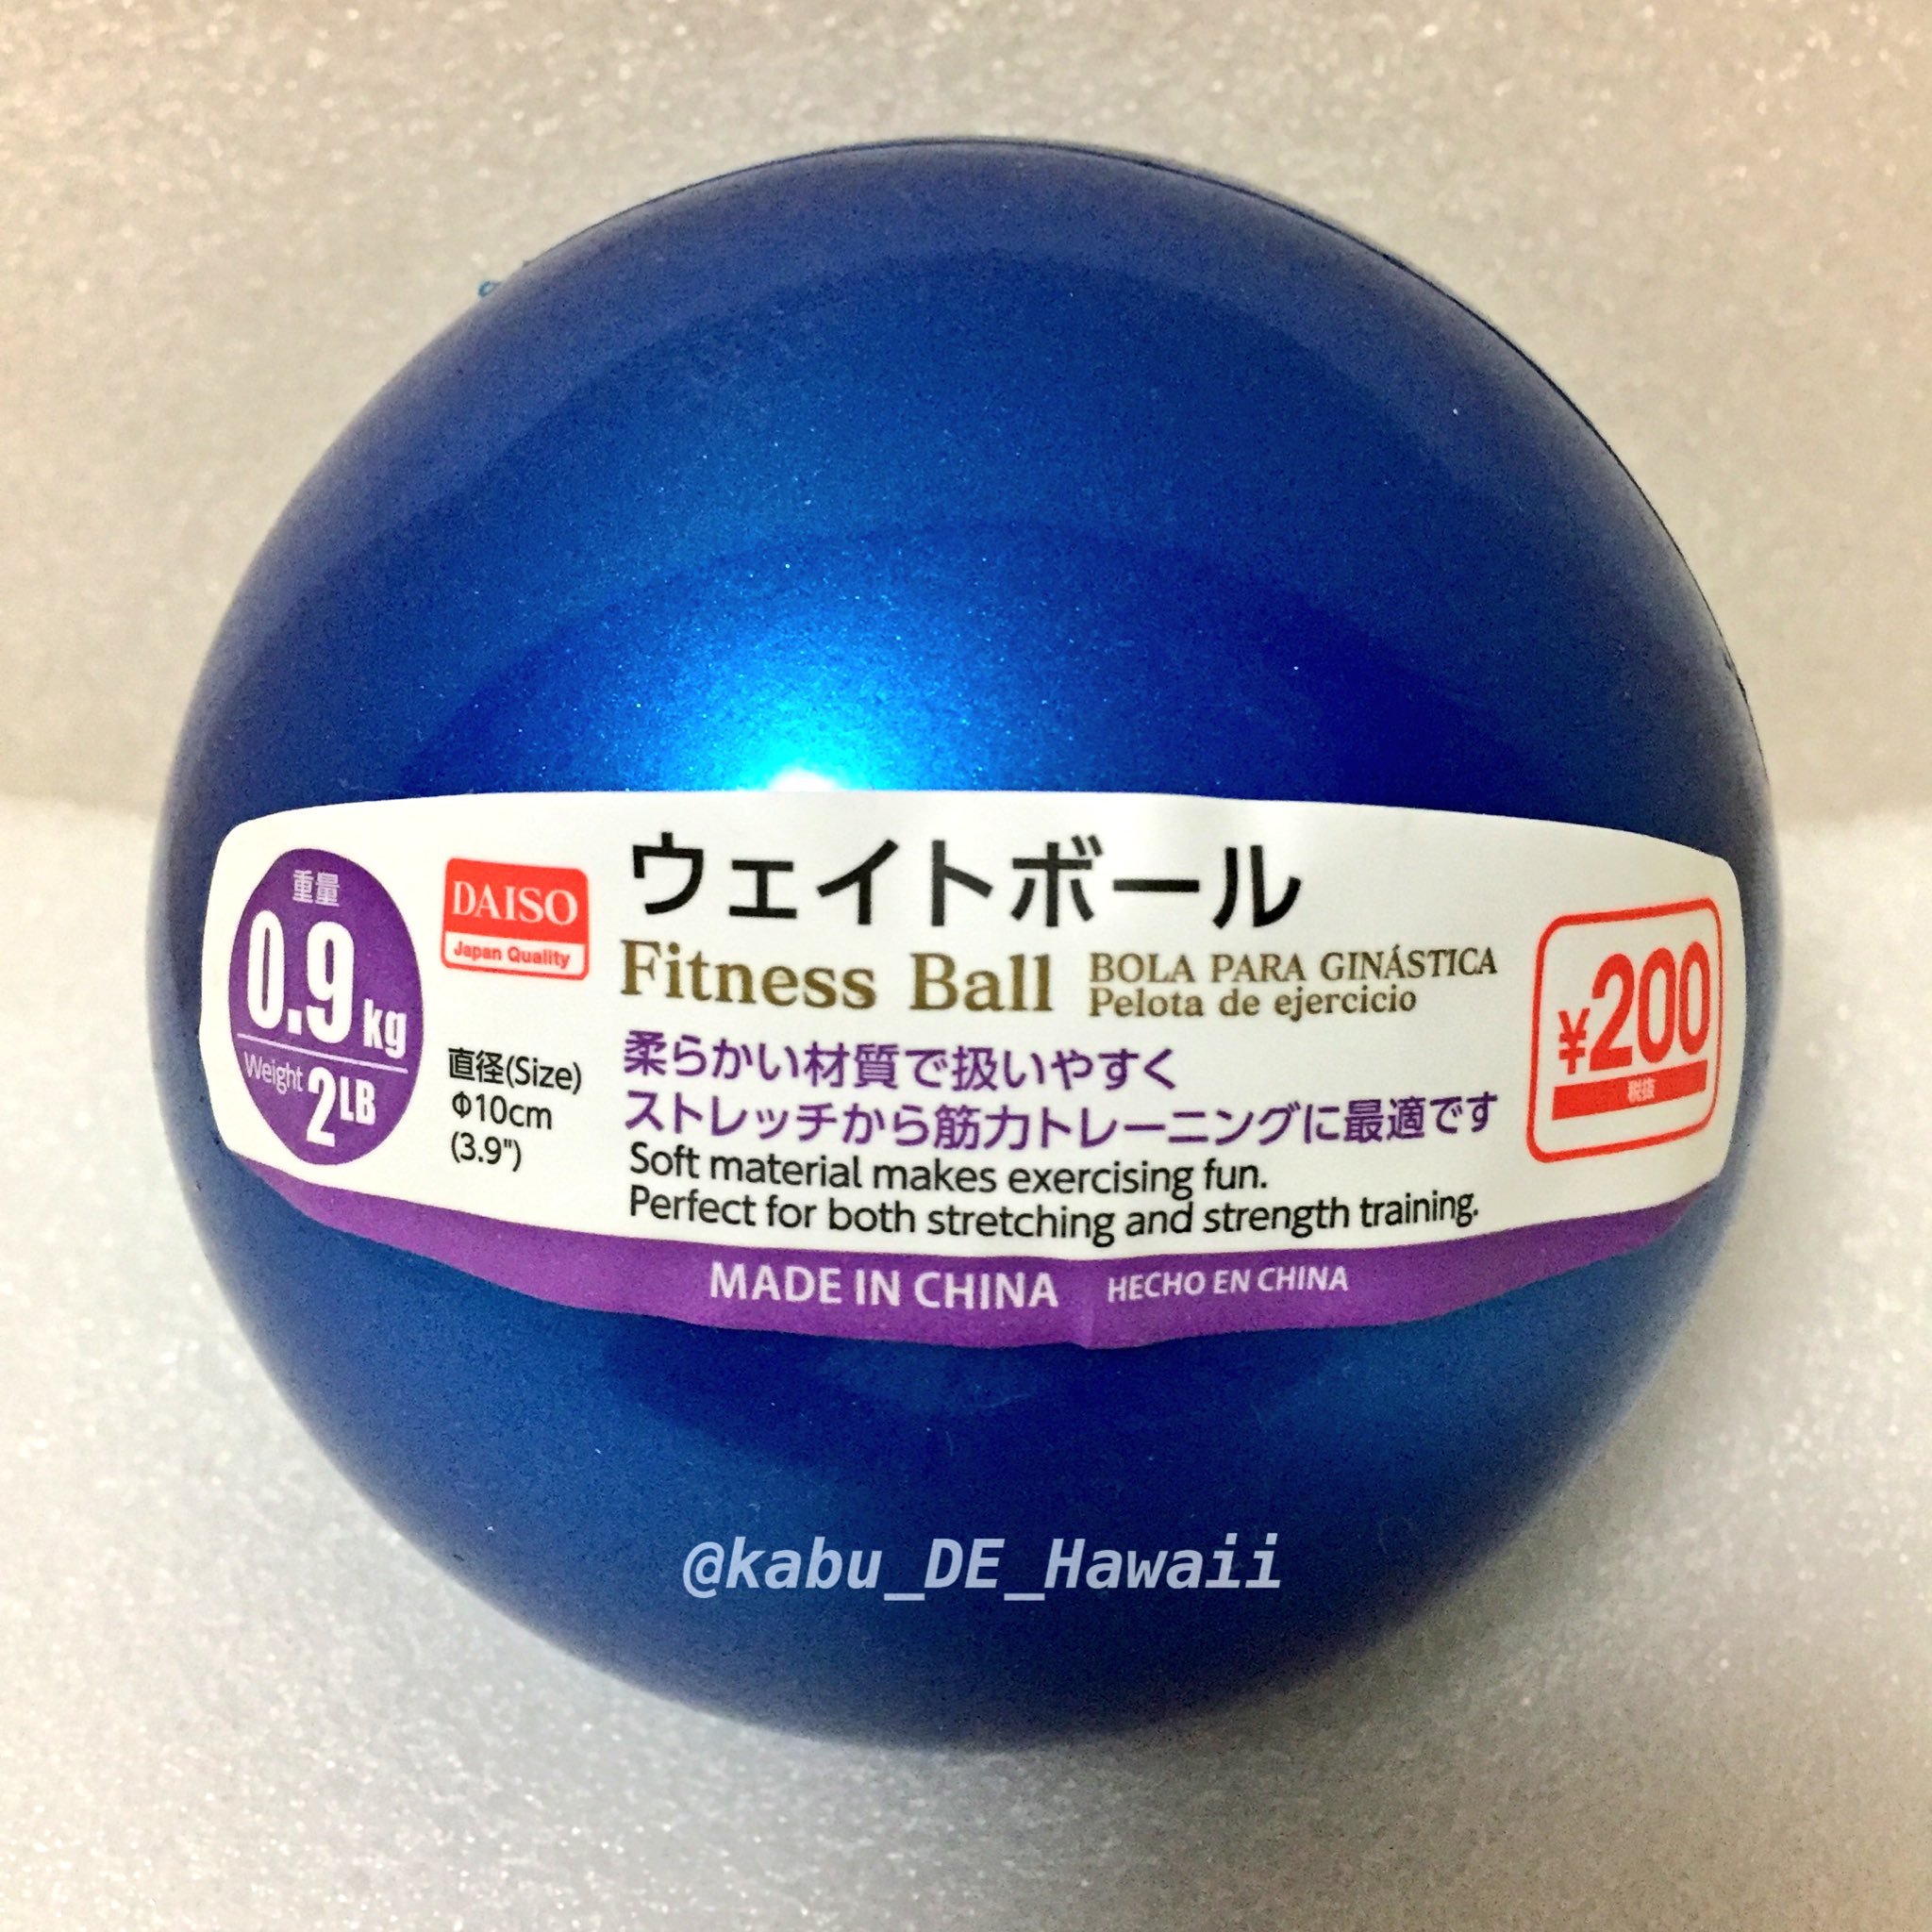 重量
0.9kg
Weight 2LB
DAISO
Japan Quality
直径(Size)
Φ10cm
(3.9")
ウェイトボール
Fitness Ball
BOLA PARA GINÁSTICA
Pelota de ejercicio
柔らかい材質で扱いやすく
ストレッチから筋力トレーニングに最適です
Soft material makes exercising fun.
Perfect for both stretching and strength training.
¥200
税抜
MADE IN CHINA HECHO EN CHINA
@kabu_DE_Hawaii